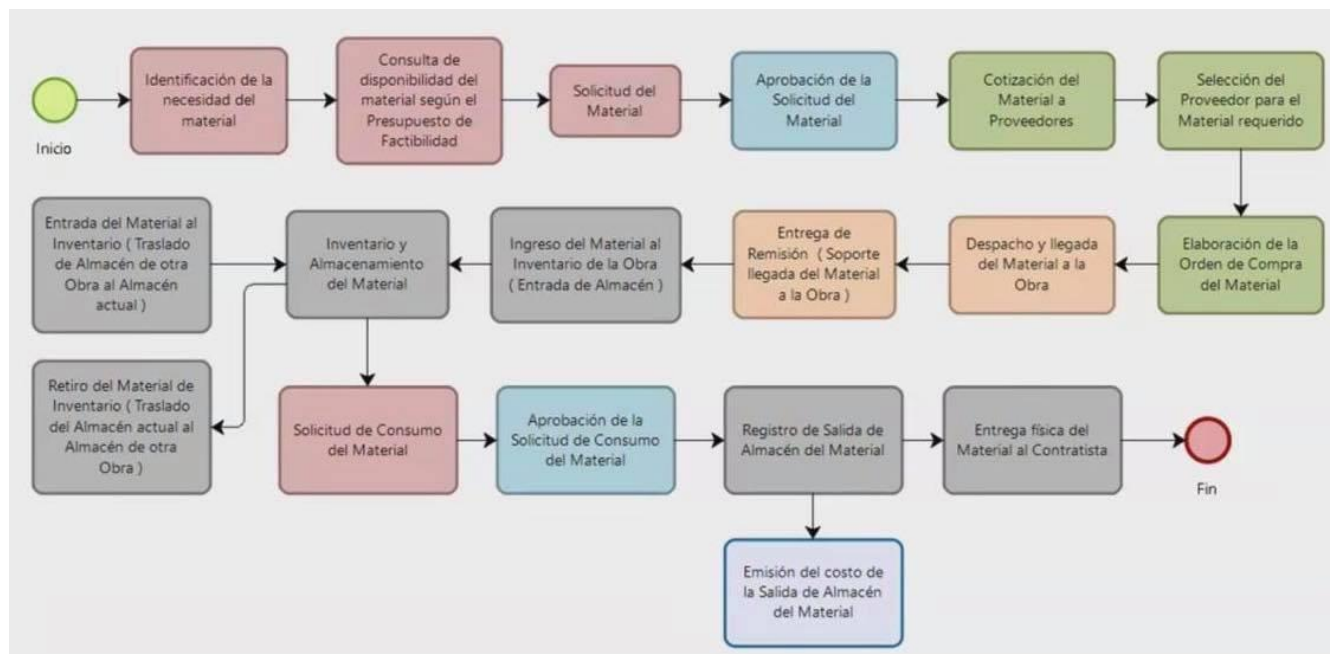 Inicio
Identificación de la
necesidad del
material
Consulta de
disponibilidad del
material según el
Presupuesto de
Factibilidad
Solicitud del
Material
Aprobación de la
Solicitud del
Material
Cotización del
Material a
Proveedores
Selección del
Proveedor para el
Material requerido
Elaboración de la
Orden de Compra
del Material
Despacho y llegada
del Material a la
Obra
Entrega de
Remisión ( Soporte
llegada del Material
a la Obra )
Ingreso del Material al
Inventario de la Obra
( Entrada de Almacén )
Inventario y
Almacenamiento
del Material
Entrada del Material al
Inventario ( Traslado
de Almacén de otra
Obra al Almacén
actual )
Retiro del Material de
Inventario ( Traslado
del Almacén actual al
Almacén de otra
Obra )
Solicitud de Consumo
del Material
Aprobación de la
Solicitud de Consumo
del Material
Registro de Salida de
Almacén del Material
Entrega física del
Material al Contratista
Fin
Emisión del costo de
la Salida de Almacén
del Material